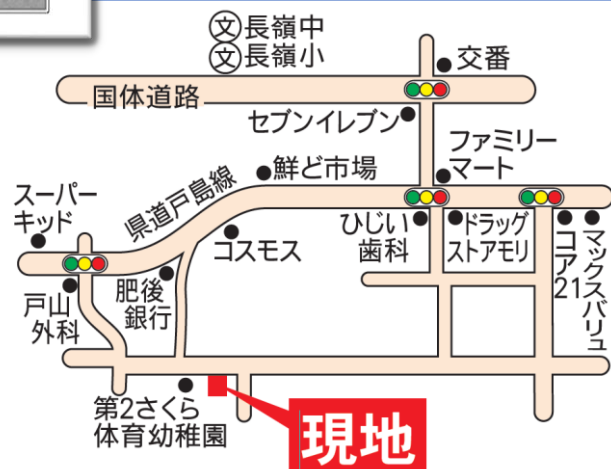 ㊫長嶺中
㊫長嶺小
交番
国体道路
セブンイレブン
ファミリー
マート
鮮ど市場
県道戸島線
スーパー
キッド
コスモス
ひじい
歯科
ドラッグ
ストアモリ
コア21
マックスバリュ
戸山
外科
肥後
銀行
第2さくら
体育幼稚園
現地